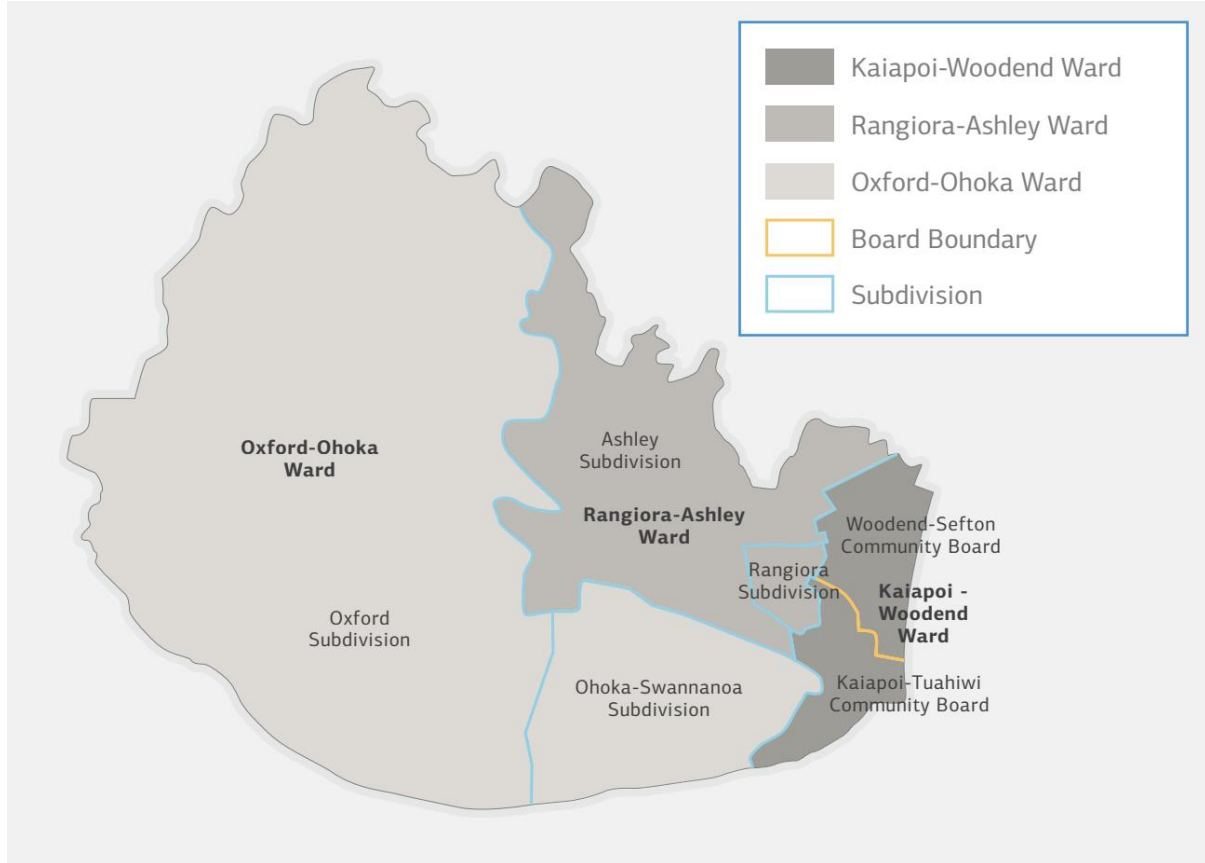 Kaiapoi-Woodend Ward
Rangiora-Ashley Ward
Oxford-Ohoka Ward
Board Boundary
Subdivision
Oxford-Ohoka
Ward
Ashley
Subdivision
Rangiora-Ashley
Ward
Woodend-Sefton
Community Board
Rangiora
Subdivision
Kaiapoi -
Woodend
Ward
Oxford
Subdivision
Ohoka-Swannanoa
Subdivision
Kaiapoi-Tuahiwi
Community Board